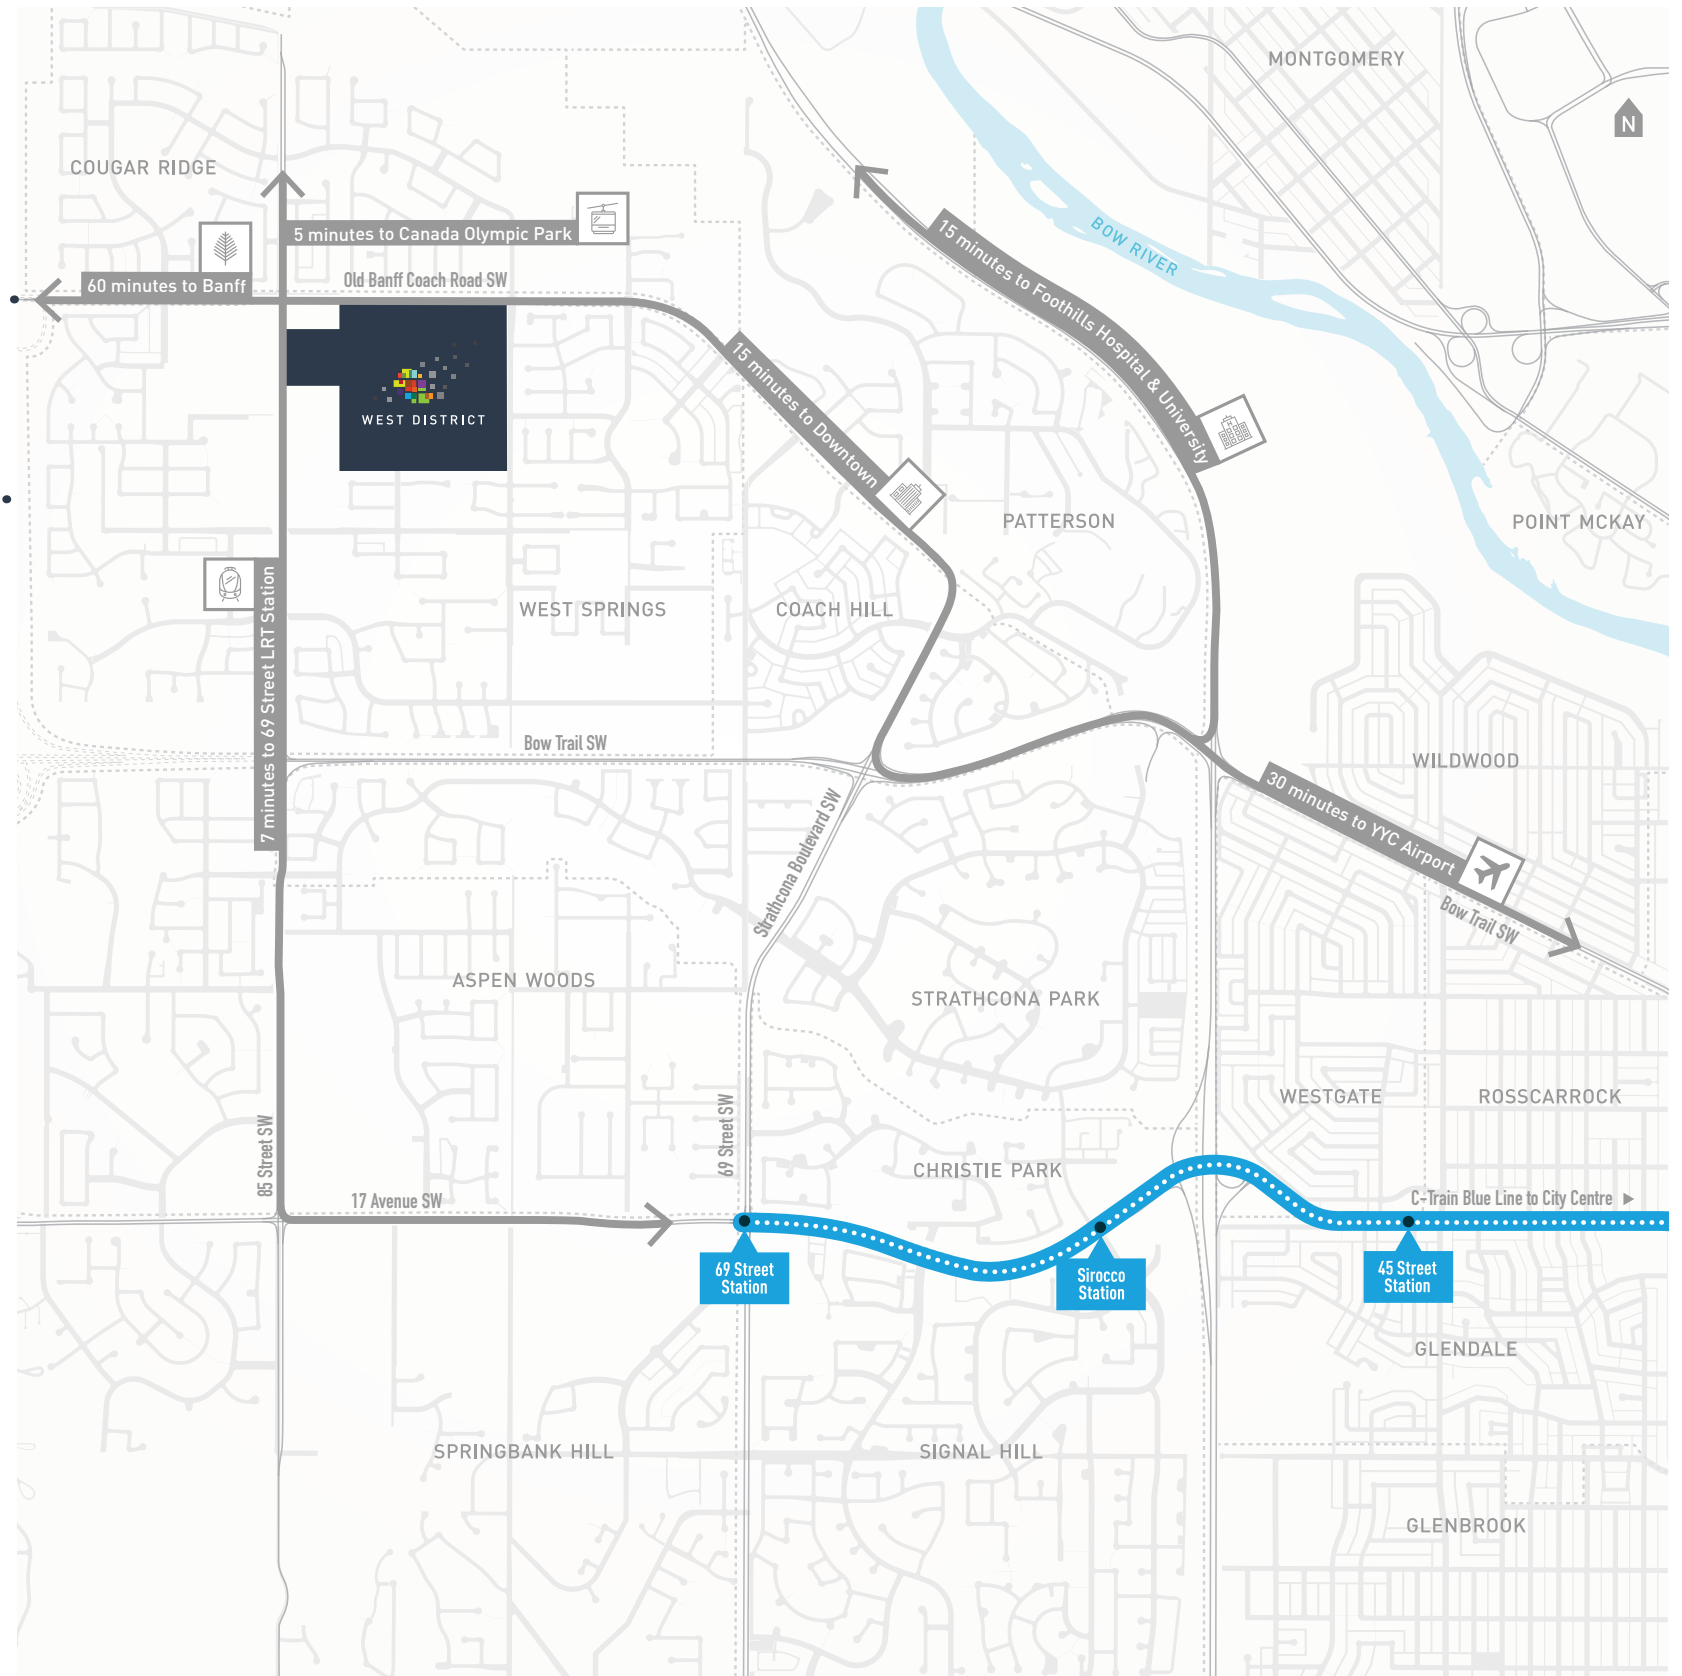 MONTGOMERY
N
COUGAR RIDGE
5 minutes to Canada Olympic Park
15 minutes to Foothills Hospital & University
BOW RIVER
60 minutes to Banff
Old Banff Coach Road SW
15 minutes to Downtown
WEST DISTRICT
PATTERSON
POINT MCKAY
7 minutes to 69 Street LRT Station
WEST SPRINGS
COACH HILL
Bow Trail SW
WILDWOOD
30 minutes to YYC Airport
Strathcona Boulevard SW
Bow Trail SW
ASPEN WOODS
STRATHCONA PARK
WESTGATE
ROSSCARROCK
85 Street SW
69 Street SW
CHRISTIE PARK
17 Avenue SW
C-Train Blue Line to City Centre
69 Street
Station
Sirocco
Station
45 Street
Station
GLENDALE
SPRINGBANK HILL
SIGNAL HILL
GLENBROOK